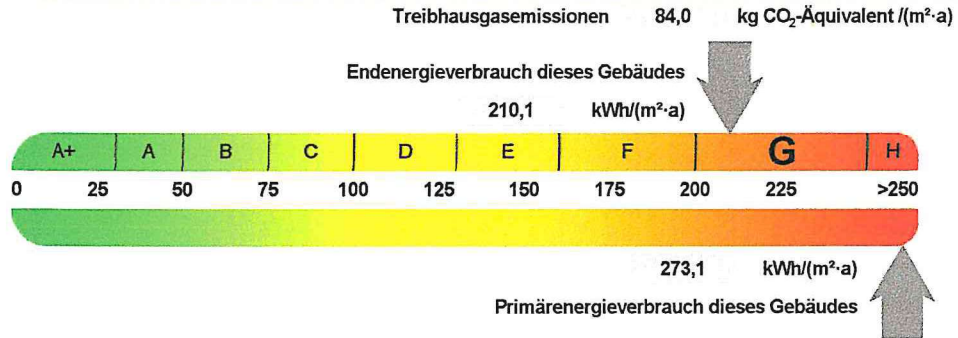 Treibhausgasemissionen 84,0 kg CO₂-Äquivalent /(m²·a)
Endenergieverbrauch dieses Gebäudes
210,1 kWh/(m²·a)
A+ A B C D E F G H
0 25 50 75 100 125 150 175 200 225 >250
273,1 kWh/(m²·a)
Primärenergieverbrauch dieses Gebäudes